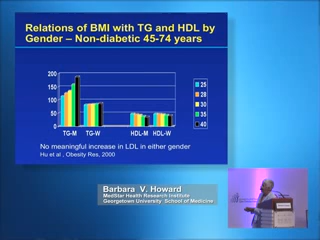 Relations of BMI with TG and HDL by
Gender – Non-diabetic 45-74 years
200
150
100
50
0
TG-M TG-W HDL-M HDL-W
25
28
30
35
40
No meaningful increase in LDL in either gender
Hu et al , Obesity Res, 2000
Barbara V. Howard
MedStar Health Research Institute
Georgetown University School of Medicine